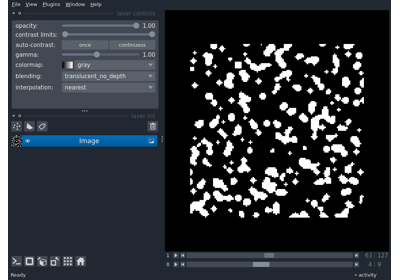 File View Plugins Window Help
layer controls
opacity: 1.00
contrast limits:
auto-contrast: once continuous
gamma: 1.00
colormap: gray
blending: translucent_no_depth
interpolation: nearest
layer list
Image
1 63 127
0 4 9
Ready activity